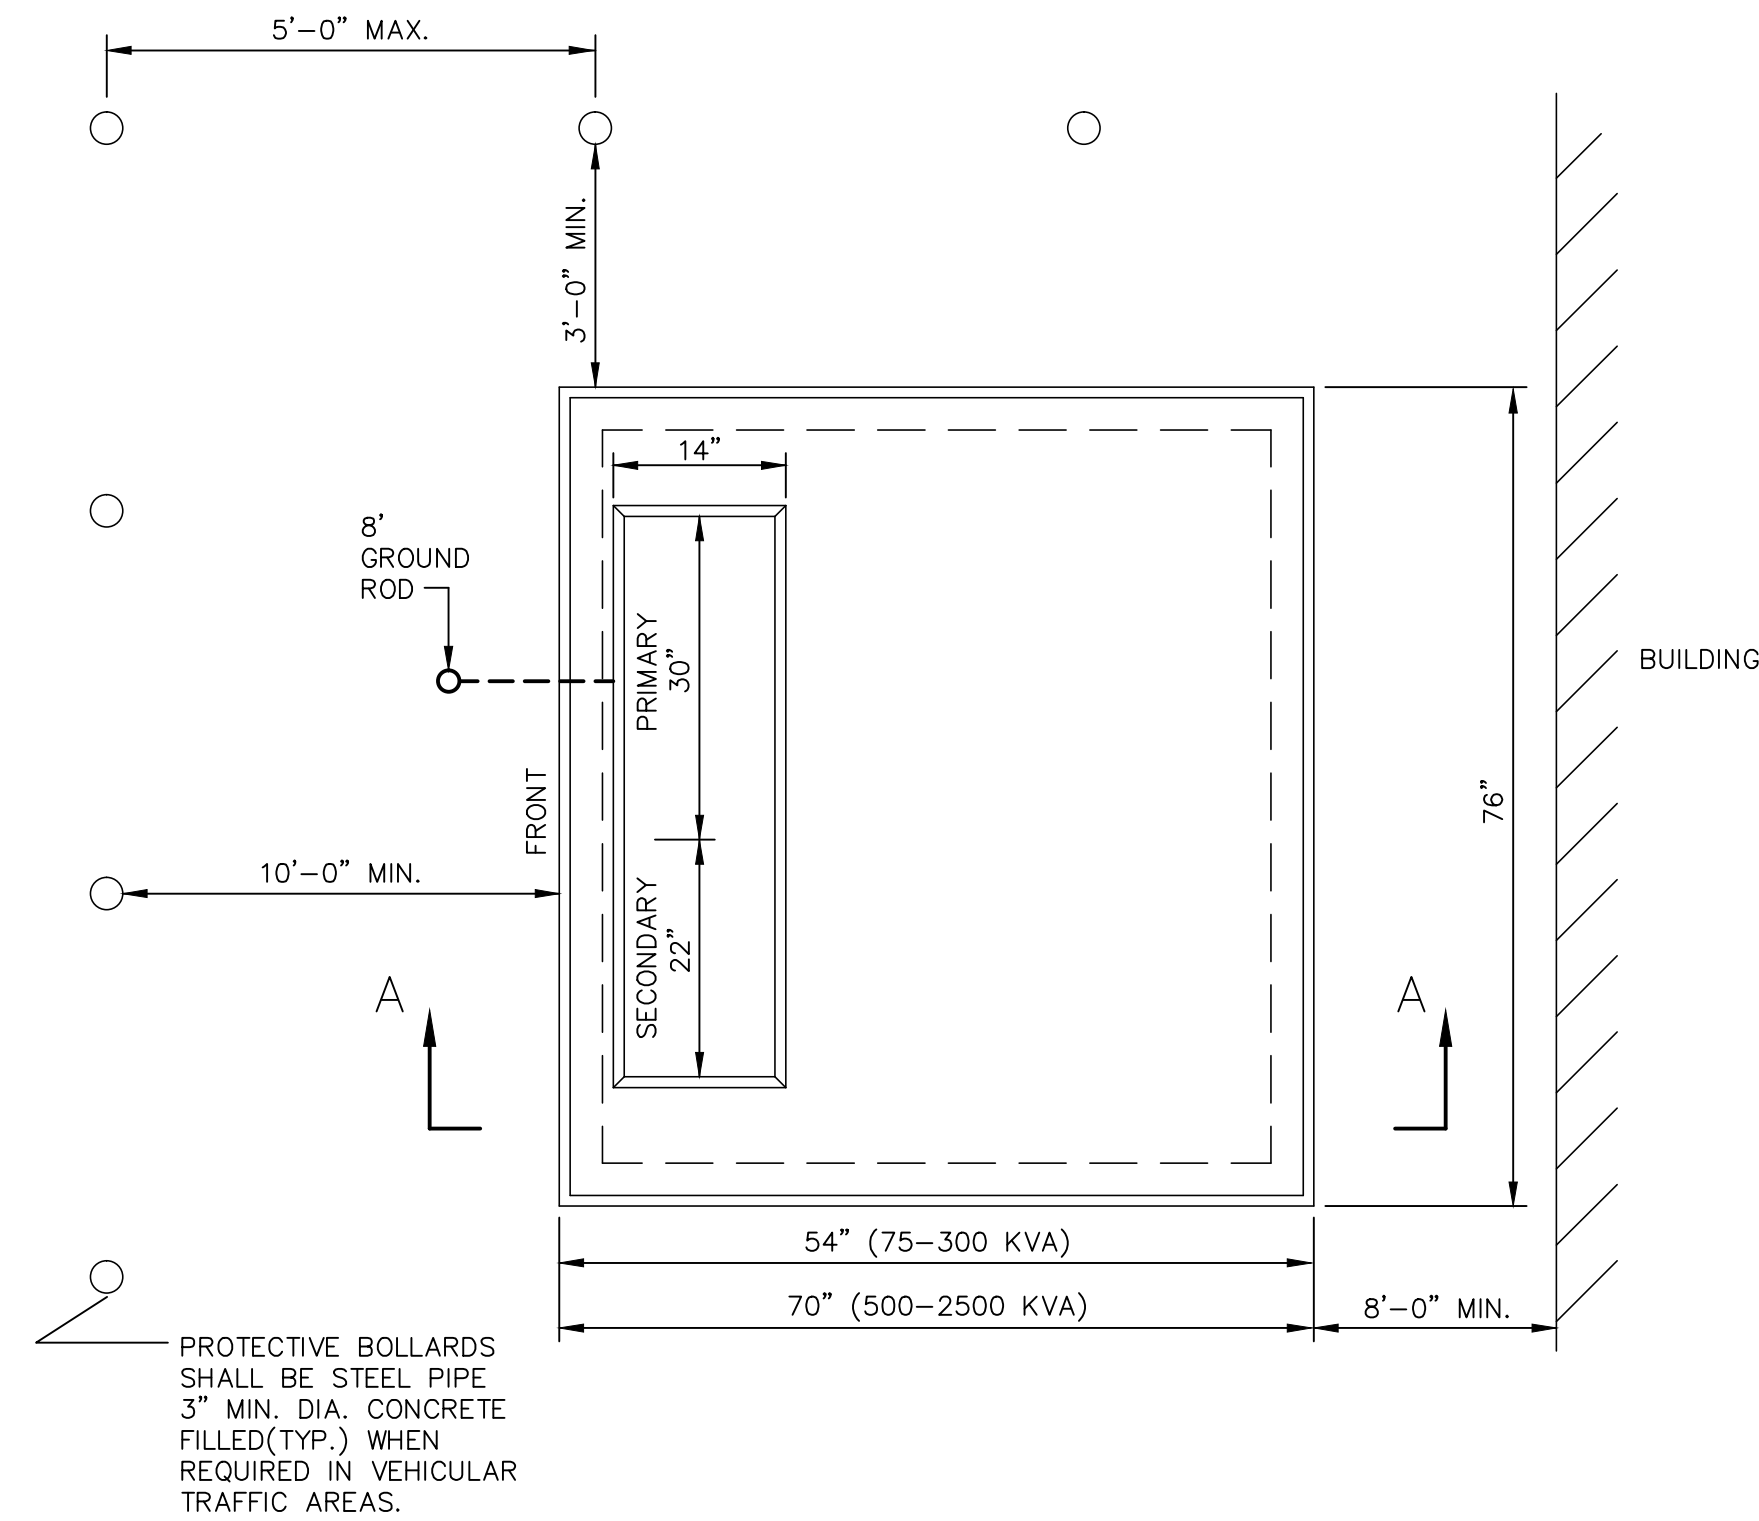 5'-0" MAX.
3'-0" MIN.
14"
8'
GROUND
ROD
PRIMARY
30"
BUILDING
FRONT
76"
10'-0" MIN.
SECONDARY
22"
A
A
54" (75-300 KVA)
70" (500-2500 KVA)
8'-0" MIN.
PROTECTIVE BOLLARDS
SHALL BE STEEL PIPE
3" MIN. DIA. CONCRETE
FILLED(TYP.) WHEN
REQUIRED IN VEHICULAR
TRAFFIC AREAS.